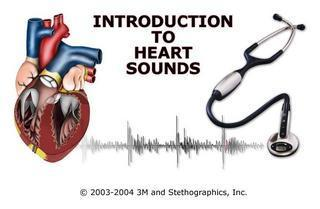 INTRODUCTION
TO
HEART
SOUNDS
© 2003-2004 3M and Stethographics, Inc.